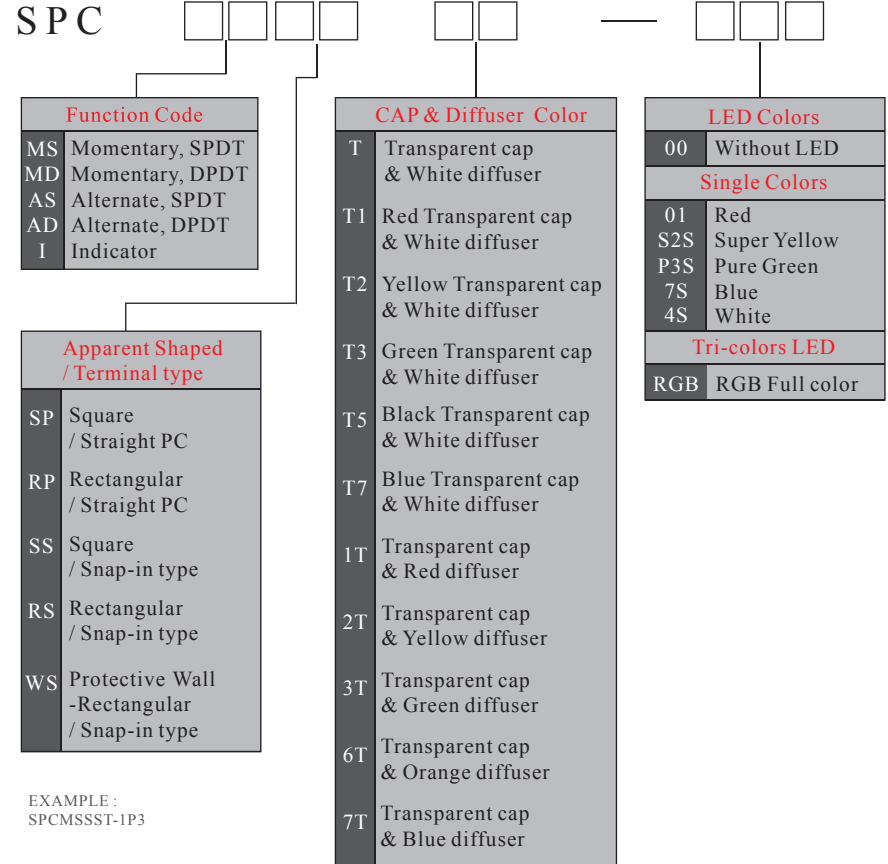 SPC —
Function Code
MS Momentary, SPDT
MD Momentary, DPDT
AS Alternate, SPDT
AD Alternate, DPDT
I Indicator
Apparent Shaped
/ Terminal type
SP Square
/ Straight PC
RP Rectangular
/ Straight PC
SS Square
/ Snap-in type
RS Rectangular
/ Snap-in type
WS Protective Wall
-Rectangular
/ Snap-in type
EXAMPLE :
SPCMSSST-1P3
CAP & Diffuser Color
T Transparent cap
& White diffuser
T1 Red Transparent cap
& White diffuser
T2 Yellow Transparent cap
& White diffuser
T3 Green Transparent cap
& White diffuser
T5 Black Transparent cap
& White diffuser
T7 Blue Transparent cap
& White diffuser
1T Transparent cap
& Red diffuser
2T Transparent cap
& Yellow diffuser
3T Transparent cap
& Green diffuser
6T Transparent cap
& Orange diffuser
7T Transparent cap
& Blue diffuser
LED Colors
00 Without LED
Single Colors
01 Red
S2S Super Yellow
P3S Pure Green
7S Blue
4S White
Tri-colors LED
RGB RGB Full color